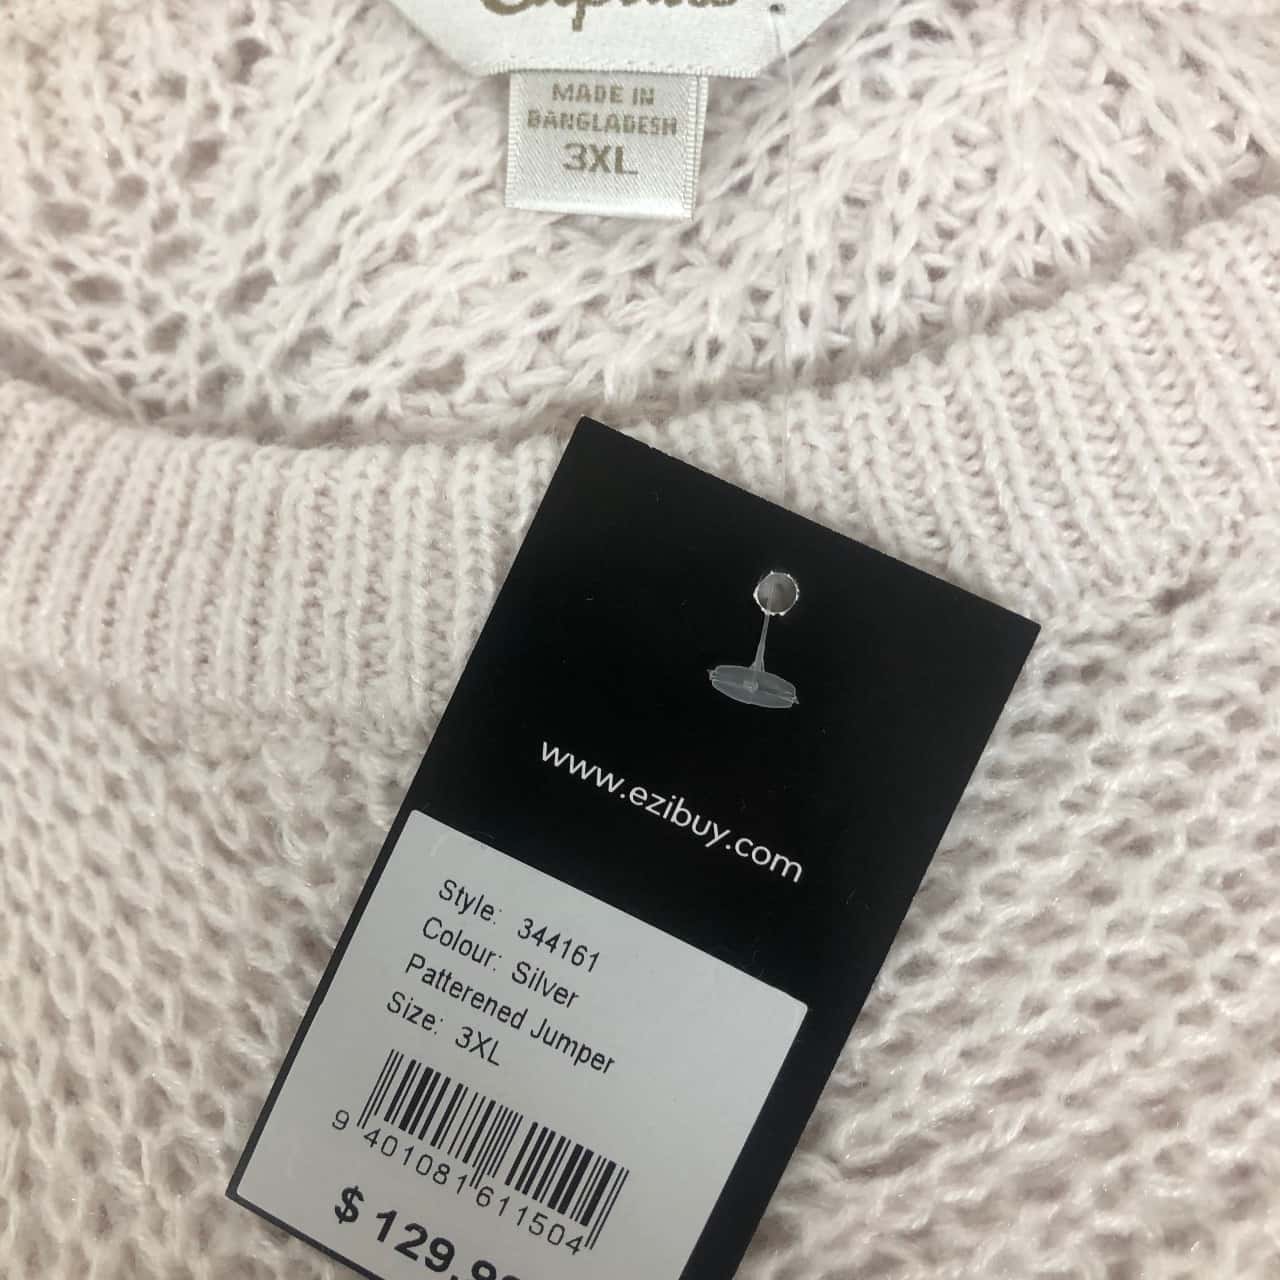 MADE IN
BANGLADESH
3XL
www.ezibuy.com
Style: 344161
Colour: Silver
Patterened Jumper
Size: 3XL
9 401081 611504